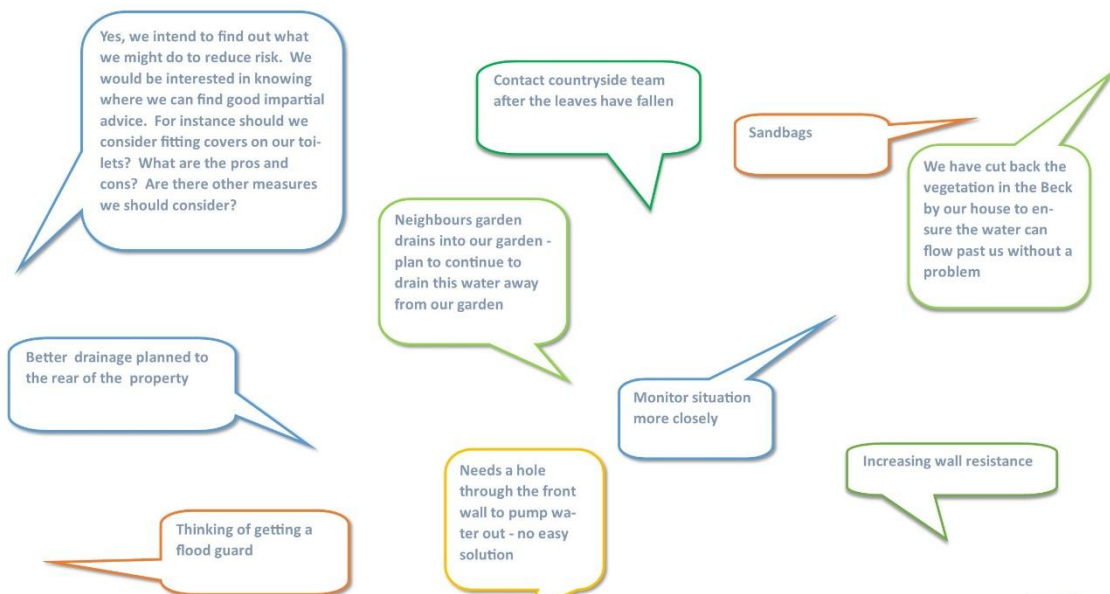 Yes, we intend to find out what
we might do to reduce risk.  We
would be interested in knowing
where we can find good impartial
advice.  For instance should we
consider fitting covers on our toi-
lets?  What are the pros and
cons?  Are there other measures
we should consider?
Contact countryside team
after the leaves have fallen
Sandbags
We have cut back the
vegetation in the Beck
by our house to en-
sure the water can
flow past us without a
problem
Neighbours garden
drains into our garden -
plan to continue to
drain this water away
from our garden
Better  drainage planned to
the rear of the  property
Monitor situation
more closely
Increasing wall resistance
Needs a hole
through the front
wall to pump wa-
ter out - no easy
solution
Thinking of getting a
flood guard